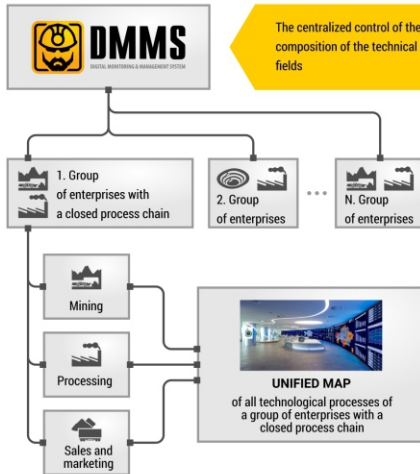 DMMS
DIGITAL MONITORING & MANAGEMENT SYSTEM
The centralized control of the
composition of the technical
fields
1. Group
of enterprises with
a closed process chain
2. Group
of enterprises
...
N. Group
of enterprises
Mining
Processing
Sales and
marketing
UNIFIED MAP
of all technological processes of
a group of enterprises with a
closed process chain